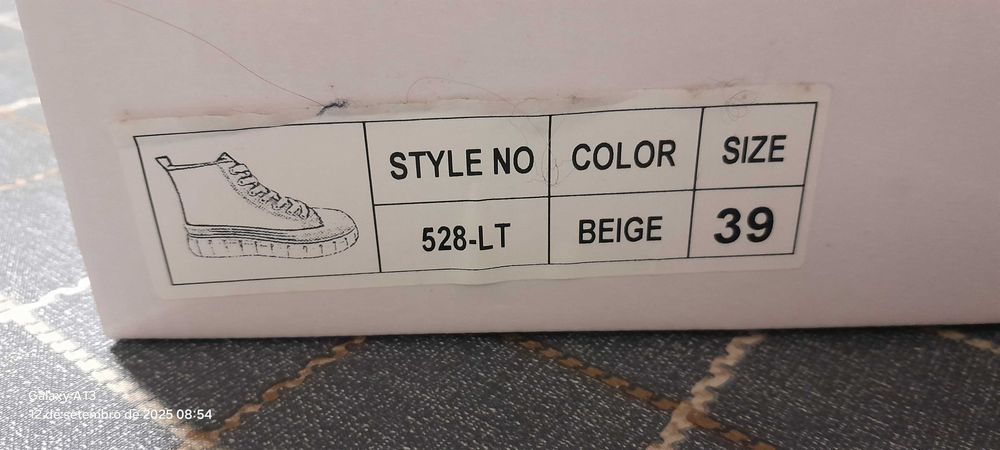 STYLE NO COLOR SIZE
528-LT BEIGE 39
Galaxy A13
12 de setembro de 2025 08:54